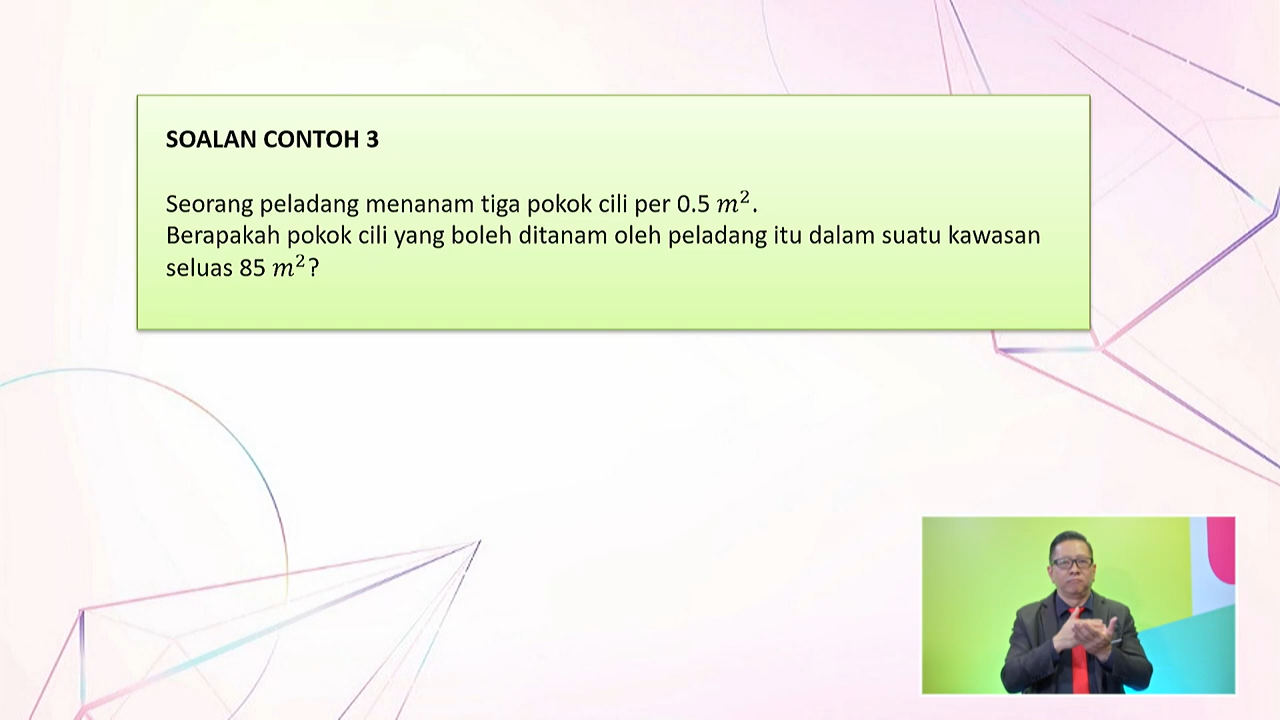 SOALAN CONTOH 3
Seorang peladang menanam tiga pokok cili per 0.5 m².
Berapakah pokok cili yang boleh ditanam oleh peladang itu dalam suatu kawasan
seluas 85 m²?